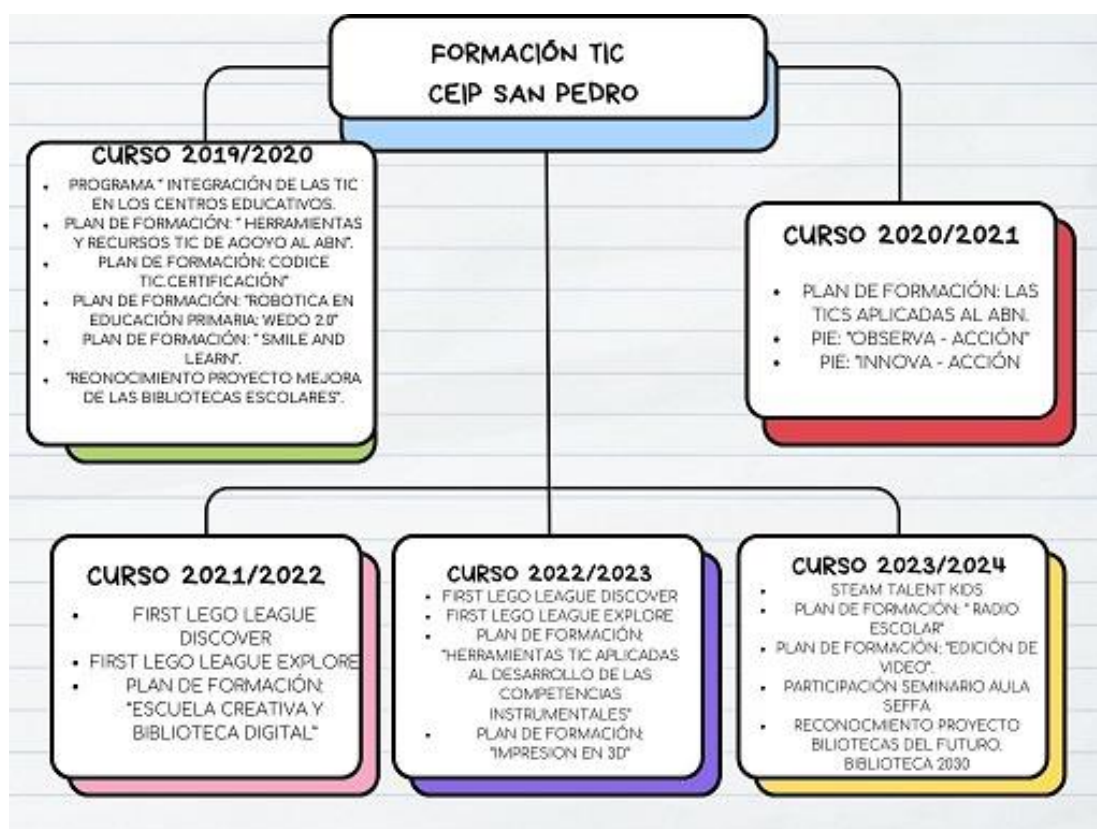 FORMACIÓN TIC
CEIP SAN PEDRO
CURSO 2019/2020
• PROGRAMA " INTEGRACIÓN DE LAS TIC
EN LOS CENTROS EDUCATIVOS.
• PLAN DE FORMACIÓN: " HERRAMIENTAS
Y RECURSOS TIC DE AOOYO AL ABN".
• PLAN DE FORMACIÓN: CODICE
TIC.CERTIFICACIÓN"
• PLAN DE FORMACIÓN: "ROBOTICA EN
EDUCACIÓN PRIMARIA: WEDO 2.0"
• PLAN DE FORMACIÓN: " SMILE AND
LEARN".
• "REONOCIMIENTO PROYECTO MEJORA
DE LAS BIBLIOTECAS ESCOLARES".
CURSO 2020/2021
• PLAN DE FORMACIÓN: LAS
TICS APLICADAS AL ABN.
• PIE: "OBSERVA - ACCIÓN"
• PIE: "INNOVA - ACCIÓN
CURSO 2021/2022
• FIRST LEGO LEAGUE
DISCOVER
• FIRST LEGO LEAGUE EXPLORE
• PLAN DE FORMACIÓN:
"ESCUELA CREATIVA Y
BIBLIOTECA DIGITAL"
CURSO 2022/2023
• FIRST LEGO LEAGUE DISCOVER
• FIRST LEGO LEAGUE EXPLORE
• PLAN DE FORMACIÓN:
"HERRAMIENTAS TIC APLICADAS
AL DESARROLLO DE LAS
COMPETENCIAS
INSTRUMENTALES"
• PLAN DE FORMACIÓN:
"IMPRESION EN 3D"
CURSO 2023/2024
• STEAM TALENT KIDS
• PLAN DE FORMACIÓN: " RADIO
ESCOLAR"
• PLAN DE FORMACIÓN: "EDICIÓN DE
VIDEO".
• PARTICIPACIÓN SEMINARIO AULA
SEFFA
• RECONOCMIENTO PROYECTO
BILIOTECAS DEL FUTURO.
BIBLIOTECA 2030